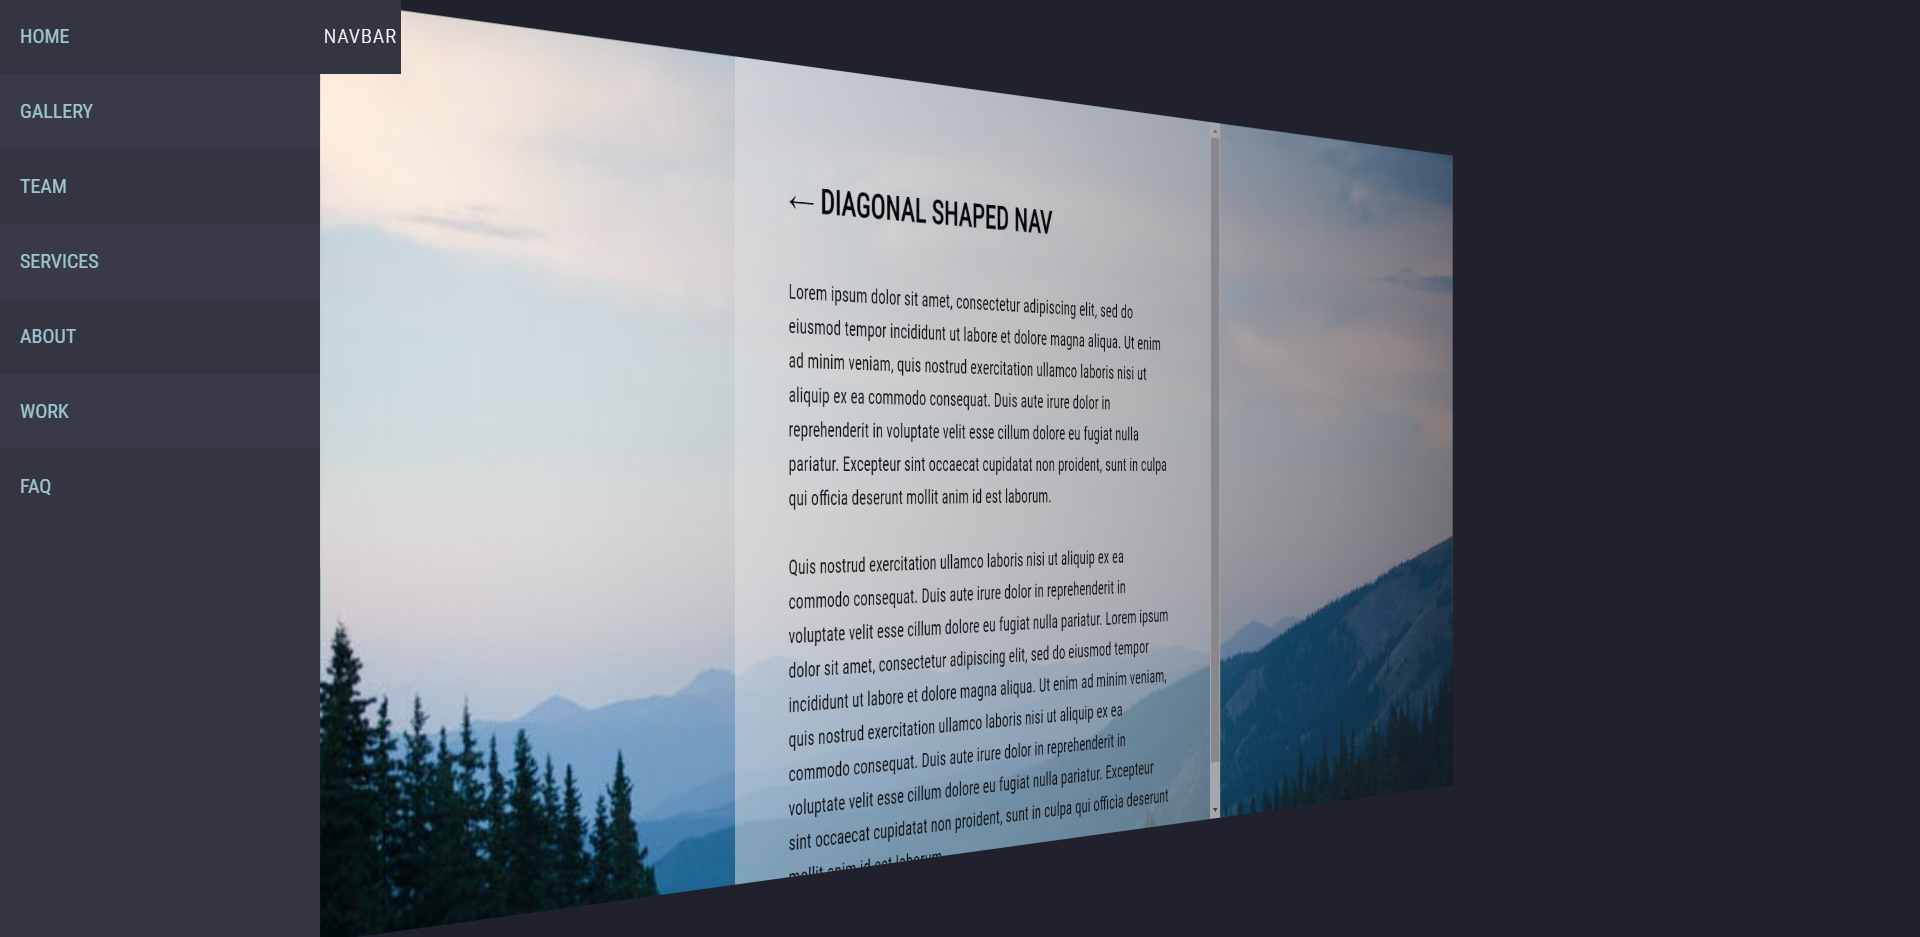 HOME
NAVBAR
GALLERY
TEAM
SERVICES
ABOUT
WORK
FAQ
← DIAGONAL SHAPED NAV
Lorem ipsum dolor sit amet, consectetur adipiscing elit, sed do
eiusmod tempor incididunt ut labore et dolore magna aliqua. Ut enim
ad minim veniam, quis nostrud exercitation ullamco laboris nisi ut
aliquip ex ea commodo consequat. Duis aute irure dolor in
reprehenderit in voluptate velit esse cillum dolore eu fugiat nulla
pariatur. Excepteur sint occaecat cupidatat non proident, sunt in culpa
qui officia deserunt mollit anim id est laborum.
Quis nostrud exercitation ullamco laboris nisi ut aliquip ex ea
commodo consequat. Duis aute irure dolor in reprehenderit in
voluptate velit esse cillum dolore eu fugiat nulla pariatur. Lorem ipsum
dolor sit amet, consectetur adipiscing elit, sed do eiusmod tempor
incididunt ut labore et dolore magna aliqua. Ut enim ad minim veniam,
quis nostrud exercitation ullamco laboris nisi ut aliquip ex ea
commodo consequat. Duis aute irure dolor in reprehenderit in
voluptate velit esse cillum dolore eu fugiat nulla pariatur. Excepteur
sint occaecat cupidatat non proident, sunt in culpa qui officia deserunt
mollit anim id est laborum.